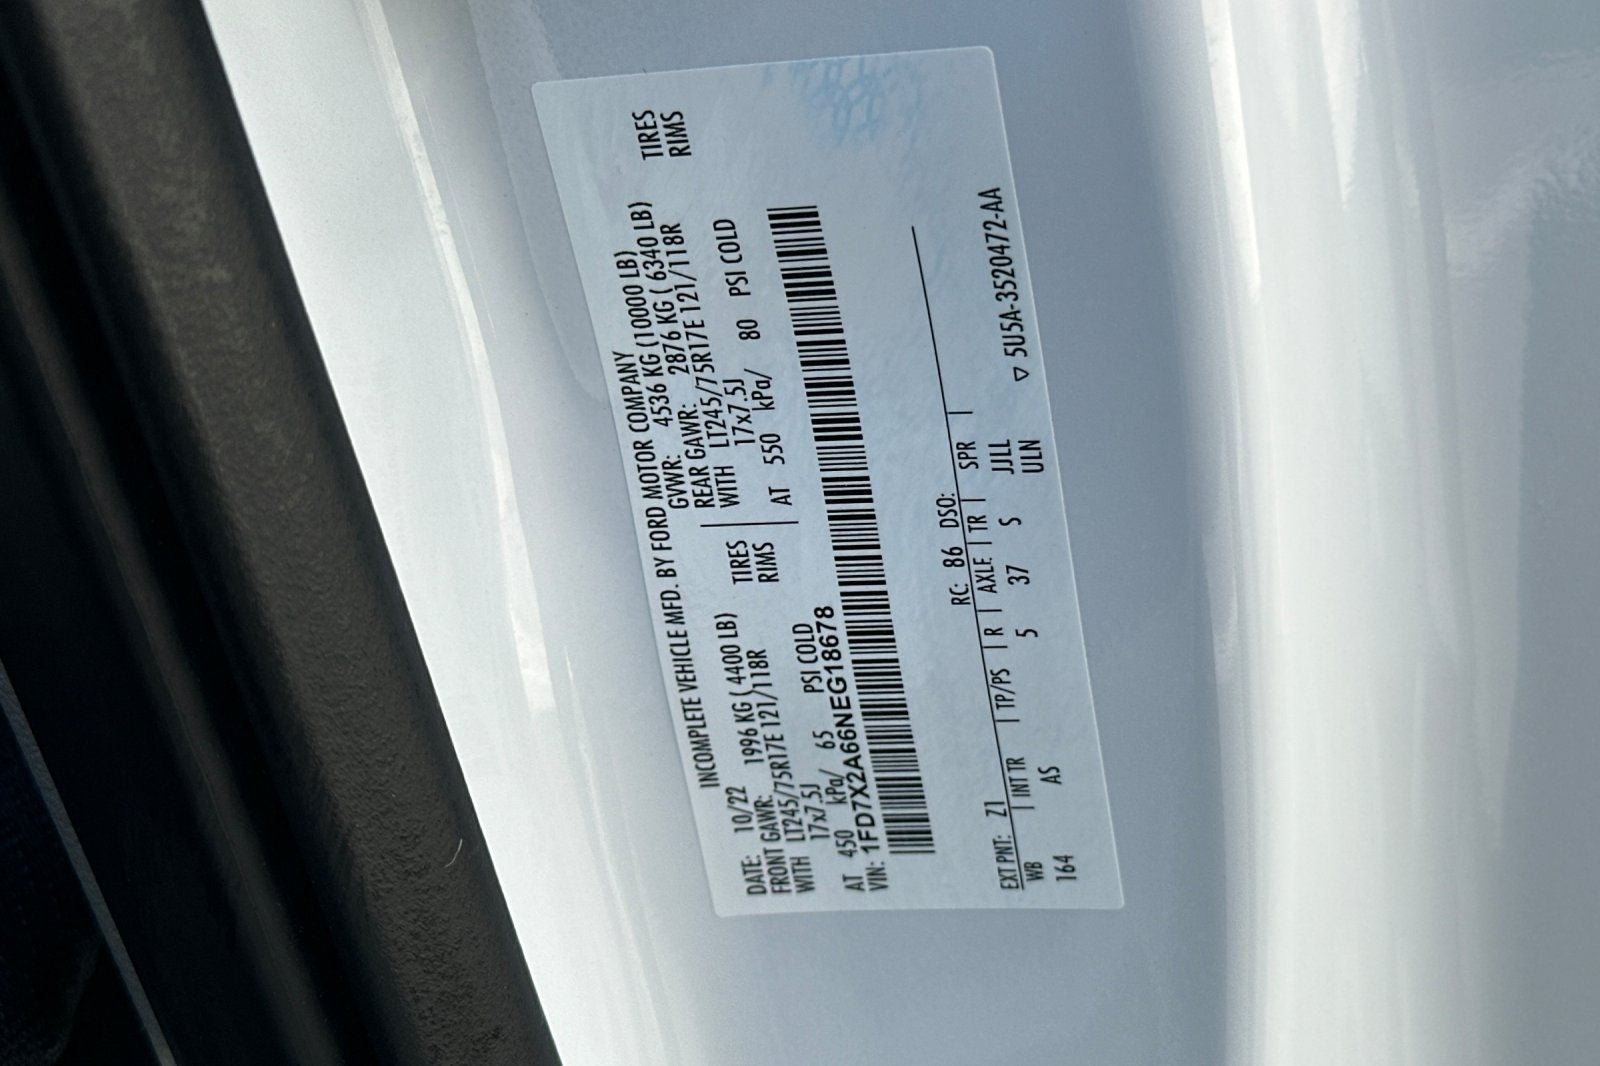 INCOMPLETE VEHICLE MFD. BY FORD MOTOR COMPANY
DATE: 10/22 GVWR: 4536 KG (10000 LB)
FRONT GAWR: 1996 KG ( 4400 LB) REAR GAWR: 2876 KG ( 6340 LB)
WITH LT245/75R17E 121/118R TIRES WITH LT245/75R17E 121/118R TIRES
17x7.5J RIMS 17x7.5J RIMS
AT 450 kPa/ 65 PSI COLD AT 550 kPa/ 80 PSI COLD
VIN: 1FD7X2A66NEG18678
EXT PNT: Z1 RC: 86 DSO:
WB | INT TR | TP/PS | R | AXLE | TR | SPR |
164 AS 5 37 S JJLL
ULN
▽ 5U5A-3520472-AA